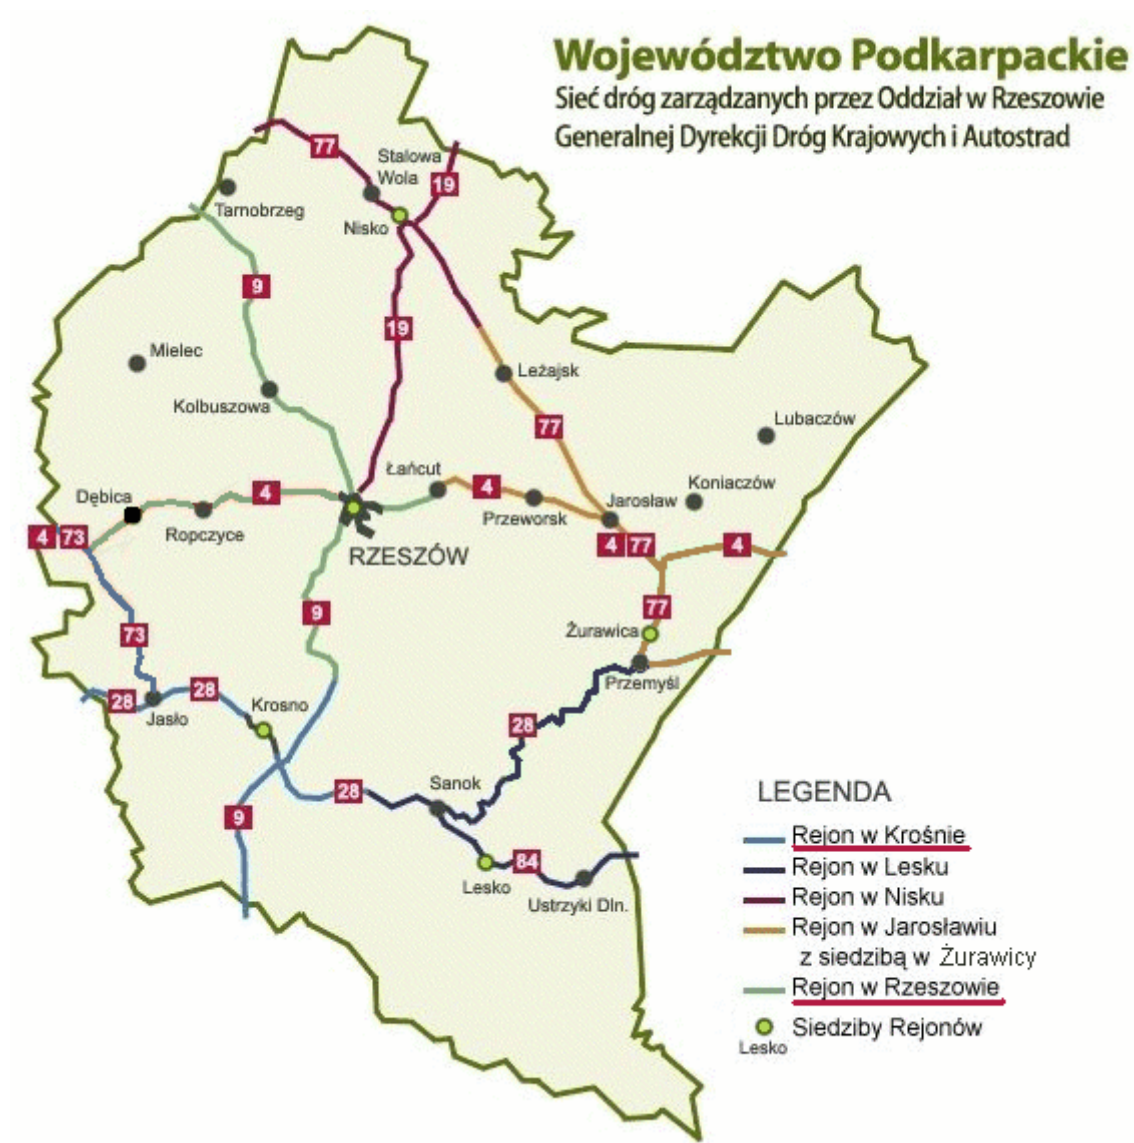 Województwo Podkarpackie
Sieć dróg zarządzanych przez Oddział w Rzeszowie
Generalnej Dyrekcji Dróg Krajowych i Autostrad
77
Stalowa
Wola
19
Tarnobrzeg
Nisko
9
19
Mielec
Leżajsk
Kolbuszowa
77
Lubaczów
Łańcut
Dębica
4
4
Koniaczów
Ropczyce
Przeworsk
Jarosław
4 73
RZESZÓW
4 77
4
9
77
73
Żurawica
Przemyśl
28
28
Jasło
Krosno
28
Sanok
28
9
LEGENDA
Rejon w Krośnie
84
Lesko
Rejon w Lesku
Ustrzyki Dln.
Rejon w Nisku
Rejon w Jarosławiu
z siedzibą w Żurawicy
Rejon w Rzeszowie
Siedziby Rejonów
Lesko